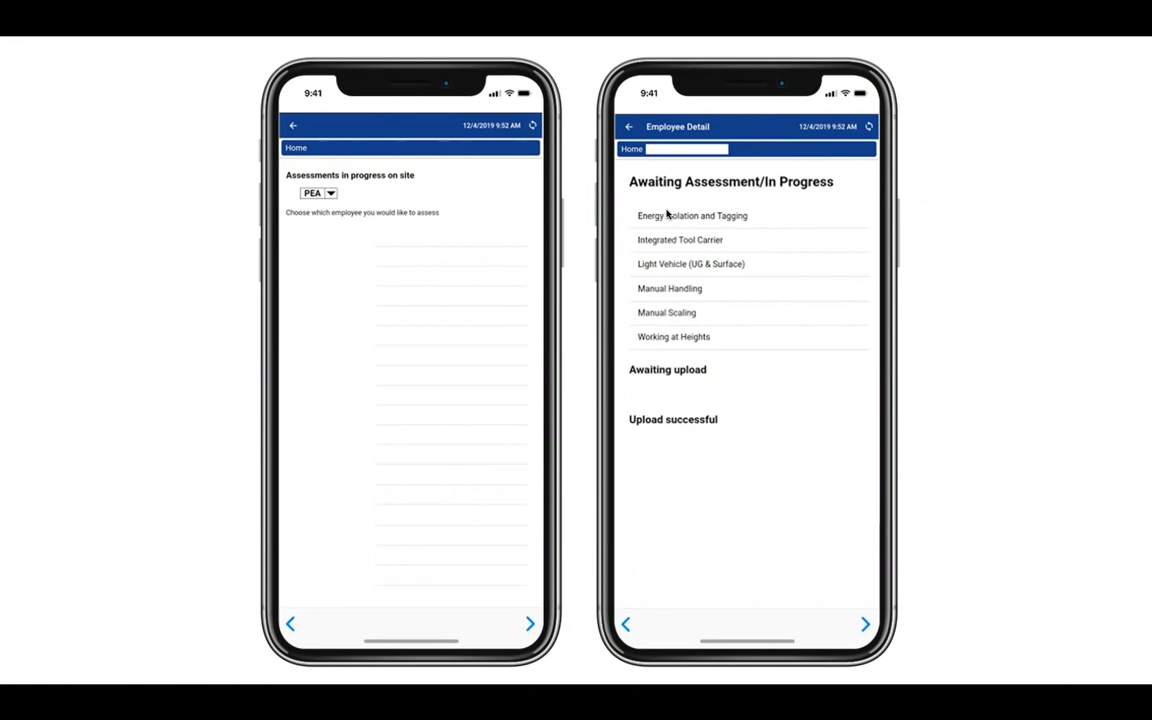 9:41
12/4/2019 9:52 AM
Home
Assessments in progress on site
PEA
Choose which employee you would like to assess
9:41
Employee Detail
12/4/2019 9:52 AM
Home
Awaiting Assessment/In Progress
Energy Isolation and Tagging
Integrated Tool Carrier
Light Vehicle (UG & Surface)
Manual Handling
Manual Scaling
Working at Heights
Awaiting upload
Upload successful